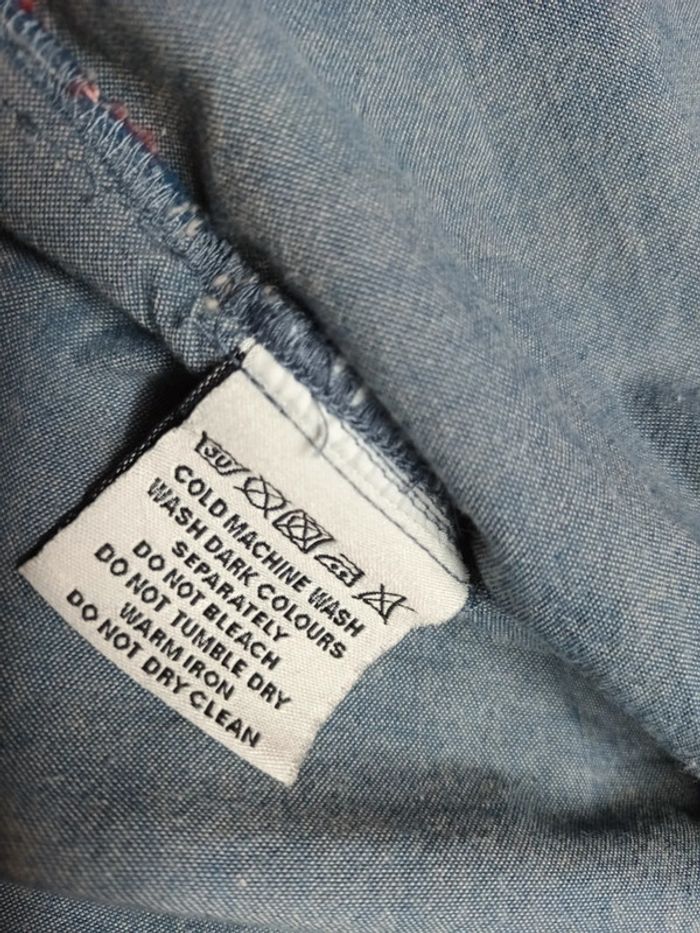 30
COLD MACHINE WASH
WASH DARK COLOURS
SEPARATELY
DO NOT BLEACH
DO NOT TUMBLE DRY
WARM IRON
DO NOT DRY CLEAN